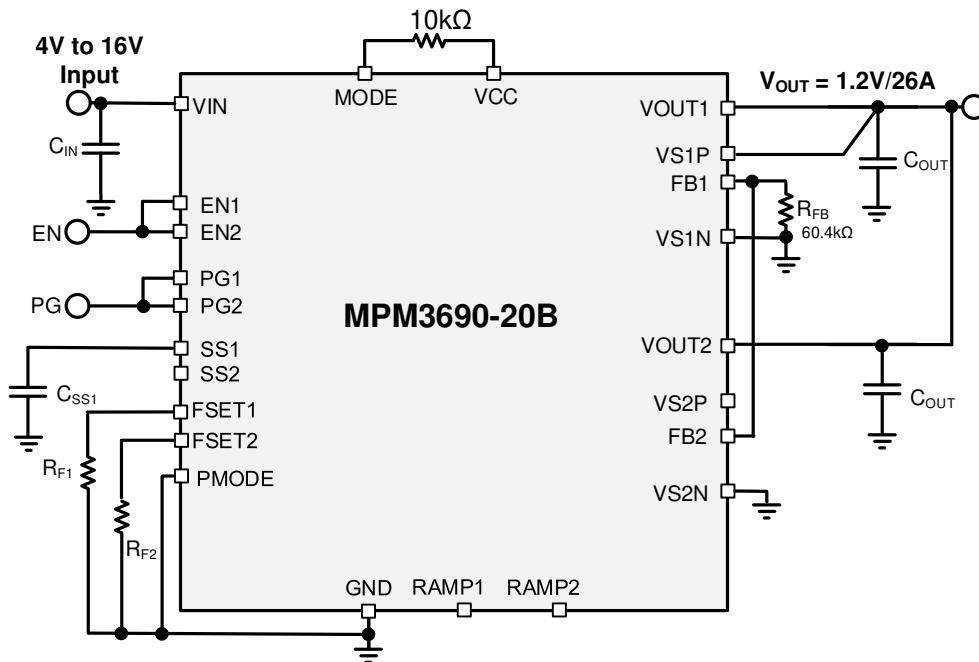 10kΩ
4V to 16V
Input
MODE
VCC
VIN
VOUT1
VOUT = 1.2V/26A
CIN
VS1P
COUT
FB1
RFB
60.4kΩ
EN1
EN
EN2
VS1N
PG1
PG
PG2
MPM3690-20B
SS1
VOUT2
SS2
CSS1
VS2P
COUT
FSET1
FSET2
FB2
RF1
PMODE
VS2N
RF2
GND
RAMP1
RAMP2